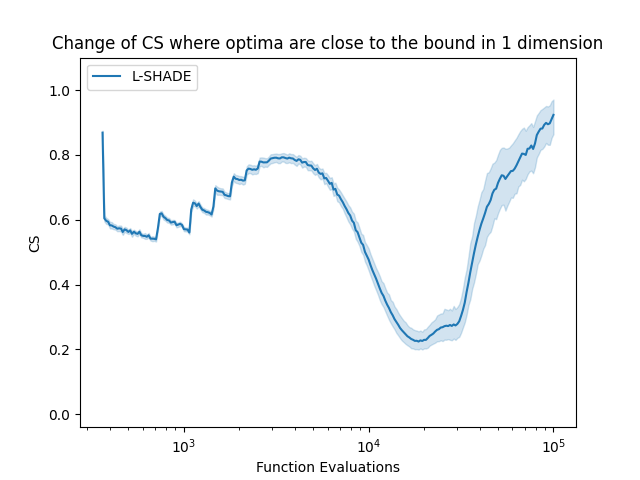 Change of CS where optima are close to the bound in 1 dimension
L-SHADE
1.0
0.8
0.6
0.4
0.2
0.0
CS
10³
10⁴
10⁵
Function Evaluations